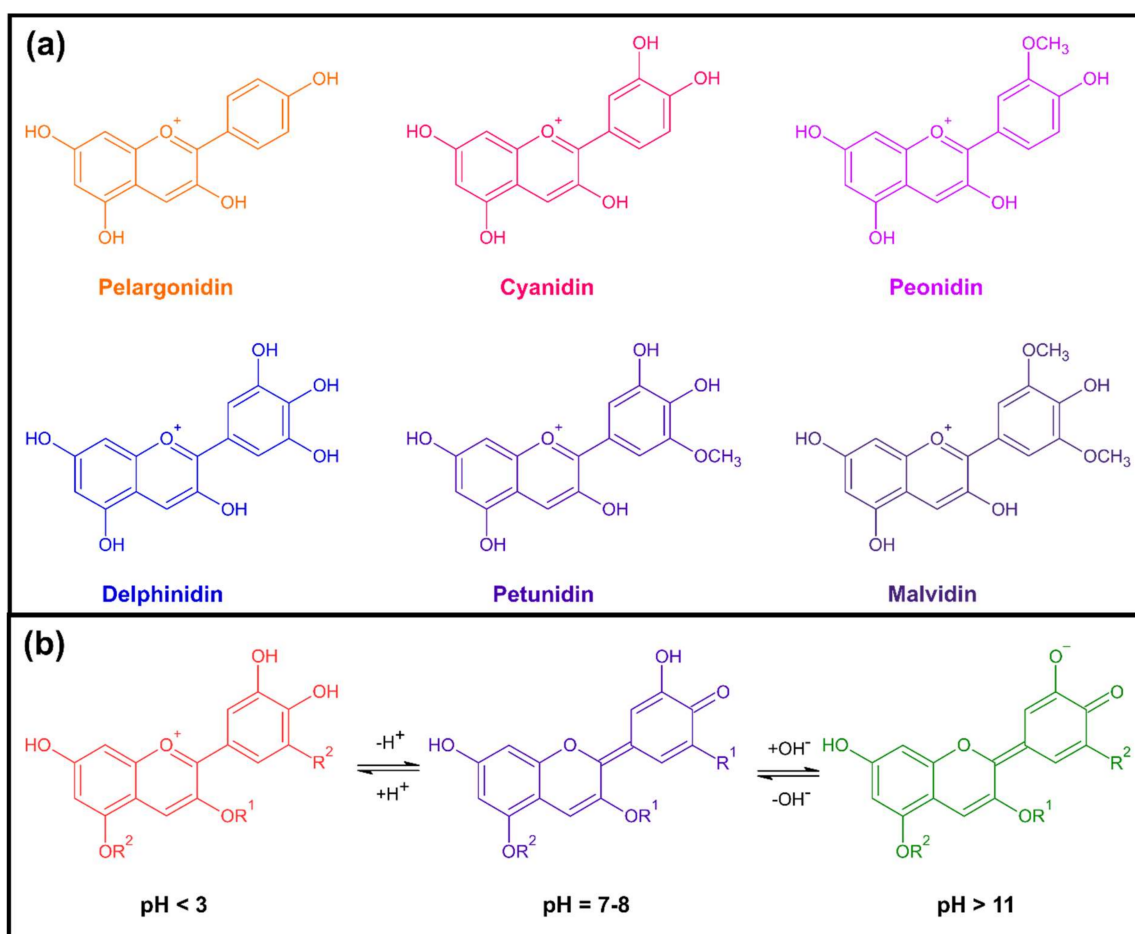 (a)
OH
HO
O
+
OH
OH
Pelargonidin
OH
OH
HO
O
+
OH
OH
Cyanidin
OCH3
OH
HO
O
+
OH
OH
Peonidin
OH
OH
HO
O
+
OH
OH
OH
Delphinidin
OH
OH
HO
O
+
OCH3
OH
OH
Petunidin
OCH3
OH
HO
O
+
OCH3
OH
OH
Malvidin
(b)
OH
OH
HO
O
+
R2
OR1
OR2
pH < 3
-H+
+H+
OH
O
HO
O
R1
OR1
OR2
pH = 7-8
+OH−
-OH−
O−
O
HO
O
R2
OR1
OR2
pH > 11